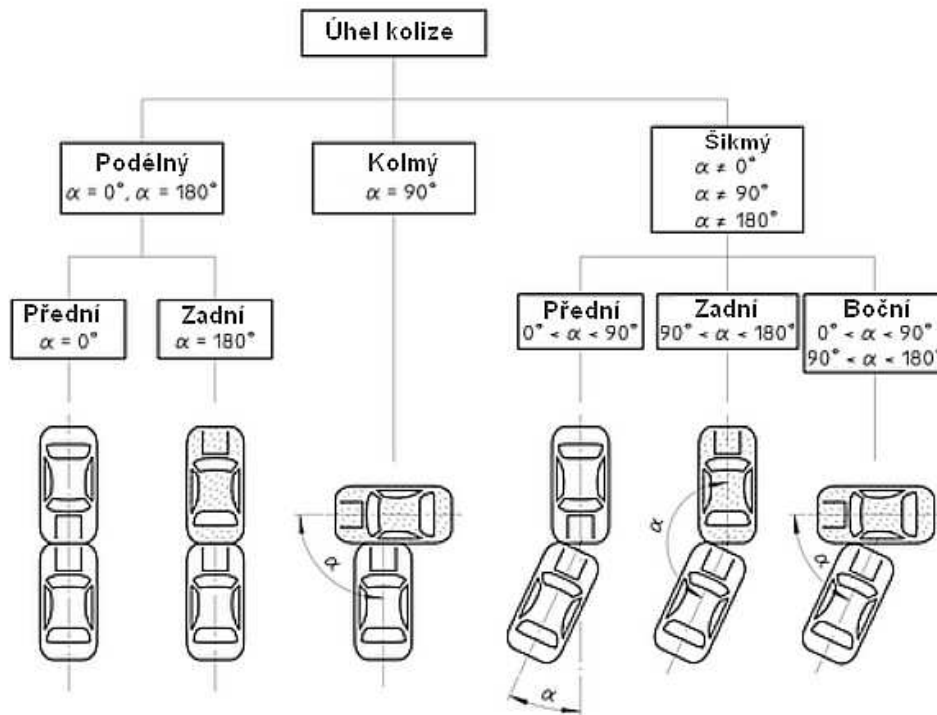 Úhel kolize
Podélný
α = 0°, α = 180°
Kolmý
α = 90°
Šikmý
α ≠ 0°
α ≠ 90°
α ≠ 180°
Přední
α = 0°
Zadní
α = 180°
Přední
0° < α < 90°
Zadní
90° < α < 180°
Boční
0° < α < 90°
90° < α < 180°
α
α
α
α